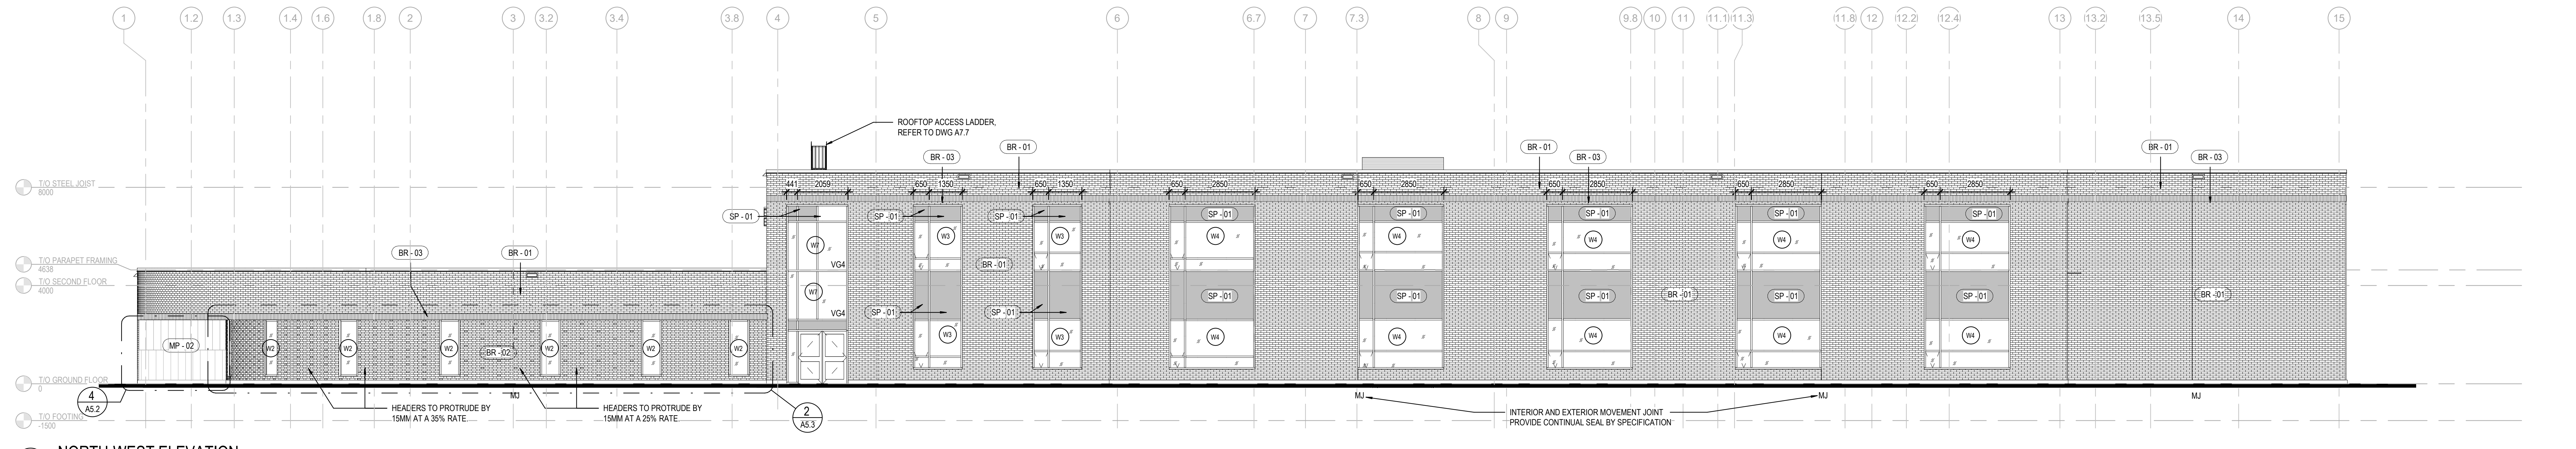 1 1.2 1.3 1.4 1.6 1.8 2 3 3.2 3.4 3.8 4 5 6 6.7 7 7.3 8 9 9.8 10 11 11.1 11.3 11.8 12 12.2 12.4 13 13.2 13.5 14 15
ROOFTOP ACCESS LADDER,
REFER TO DWG A7.7
BR - 01 BR - 01 BR - 01
BR - 03 BR - 03 BR - 03
T/O STEEL JOIST
8000
441 2059 650 1350 650 1350 650 2850 650 2850 650 2850 650 2850 650 2850
SP - 01 SP - 01 SP - 01 SP - 01 SP - 01 SP - 01 SP - 01 SP - 01
W7 W3 W3 W4 W4 W4 W4 W4
BR - 03 BR - 01
T/O PARAPET FRAMING
4638
VG4 BR - 01
T/O SECOND FLOOR
4000
W7 SP - 01 SP - 01 SP - 01 BR - 01 SP - 01 SP - 01 BR - 01
VG4 SP - 01 SP - 01
W3 W3 W4 W4 W4 W4 W4
MP - 02 W2 W2 W2 BR - 02 W2 W2 W2
T/O GROUND FLOOR
0
4
A5.2
MJ MJ MJ MJ
HEADERS TO PROTRUDE BY
15MM AT A 35% RATE.
HEADERS TO PROTRUDE BY
15MM AT A 25% RATE.
2
A5.3
INTERIOR AND EXTERIOR MOVEMENT JOINT
PROVIDE CONTINUAL SEAL BY SPECIFICATION
T/O FOOTING
-1500
NORTH WEST ELEVATION